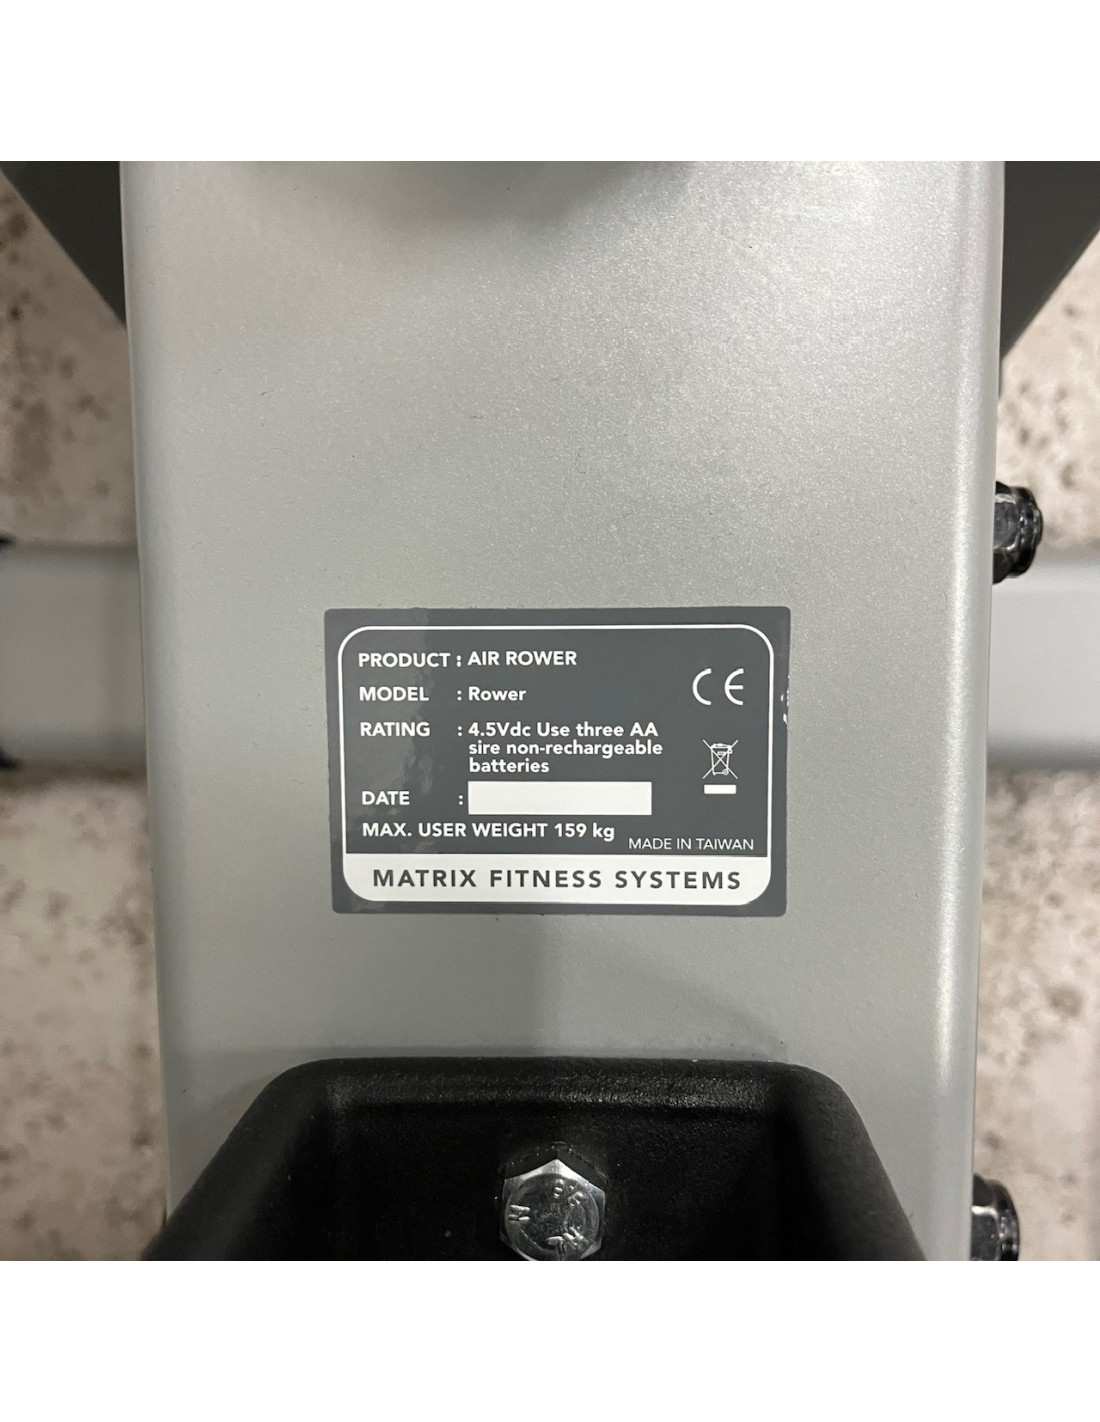 PRODUCT : AIR ROWER
MODEL : Rower
RATING : 4.5Vdc Use three AA
sire non-rechargeable
batteries
DATE :
MAX. USER WEIGHT 159 kg
MADE IN TAIWAN
MATRIX FITNESS SYSTEMS
CE